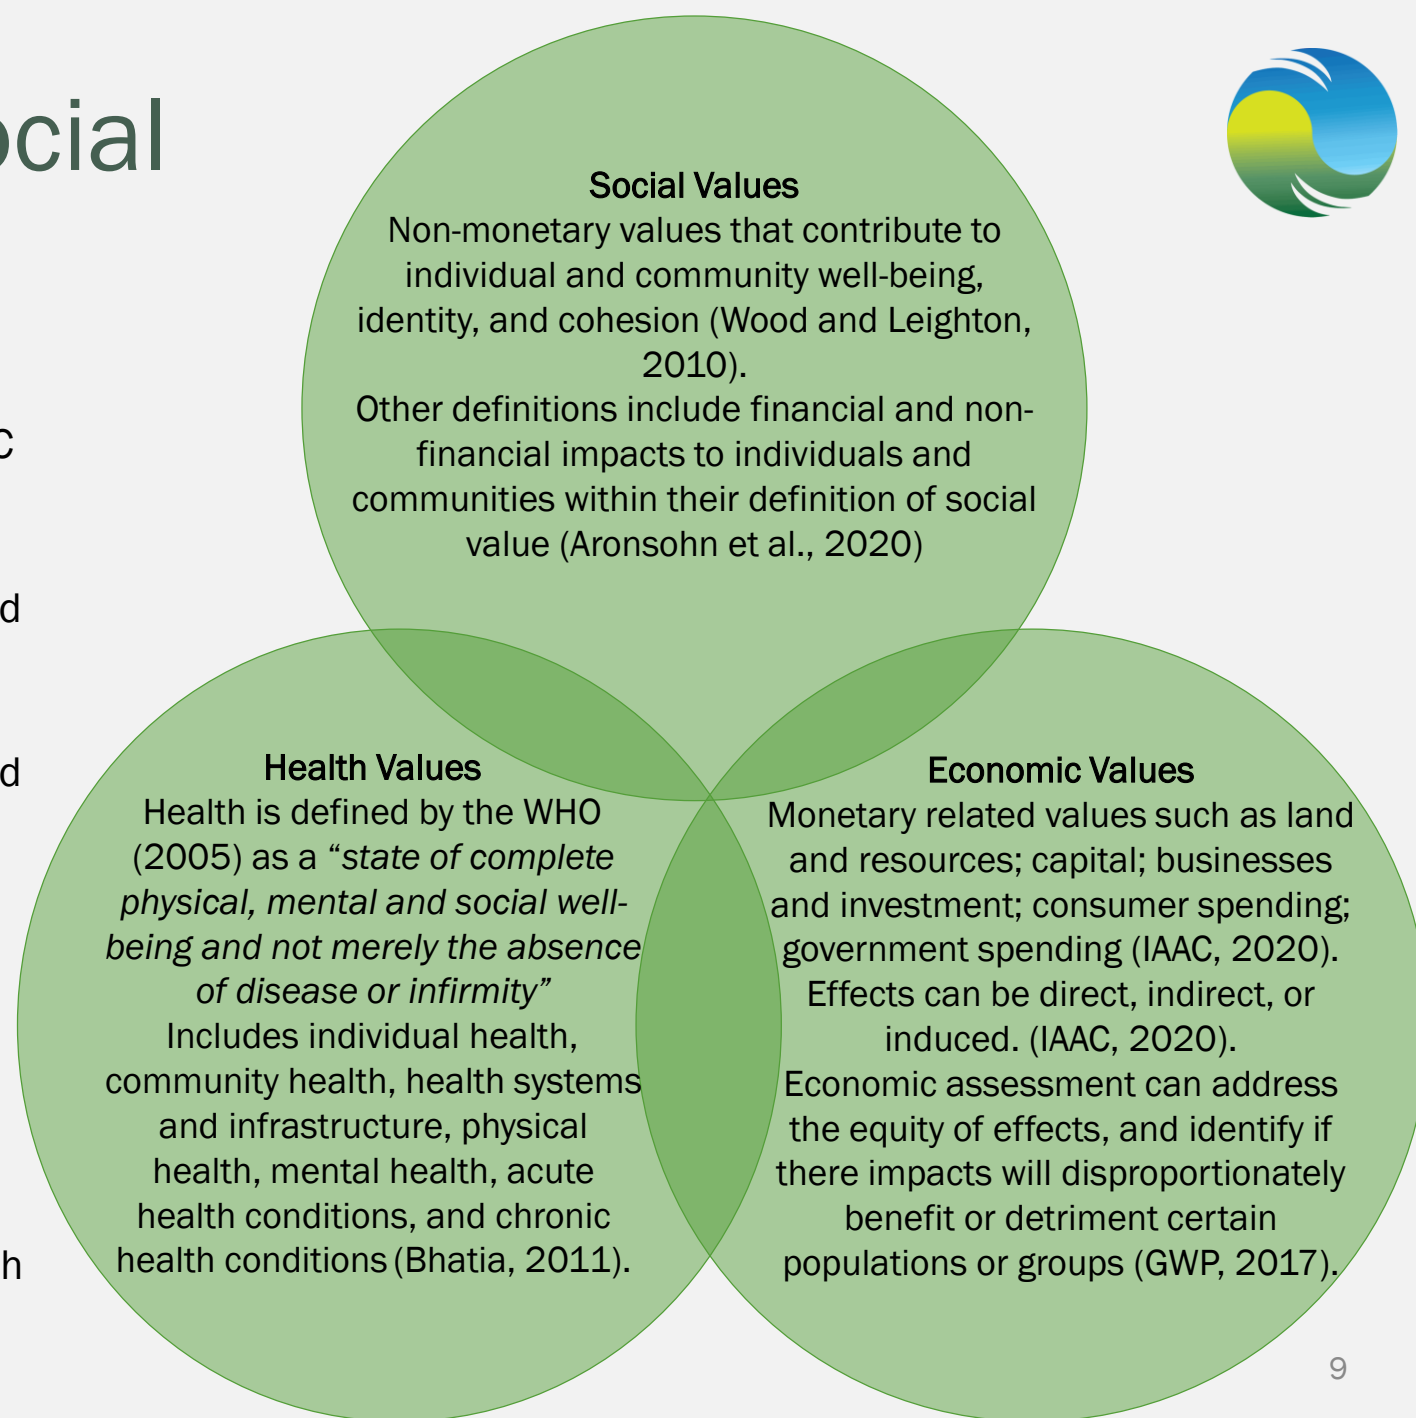 ocial
c
d
d
h
Social Values
Non-monetary values that contribute to
individual and community well-being,
identity, and cohesion (Wood and Leighton,
2010).
Other definitions include financial and non-
financial impacts to individuals and
communities within their definition of social
value (Aronsohn et al., 2020)
Health Values
Health is defined by the WHO
(2005) as a “state of complete
physical, mental and social well-
being and not merely the absence
of disease or infirmity”
Includes individual health,
community health, health systems
and infrastructure, physical
health, mental health, acute
health conditions, and chronic
health conditions (Bhatia, 2011).
Economic Values
Monetary related values such as land
and resources; capital; businesses
and investment; consumer spending;
government spending (IAAC, 2020).
Effects can be direct, indirect, or
induced. (IAAC, 2020).
Economic assessment can address
the equity of effects, and identify if
there impacts will disproportionately
benefit or detriment certain
populations or groups (GWP, 2017).
9